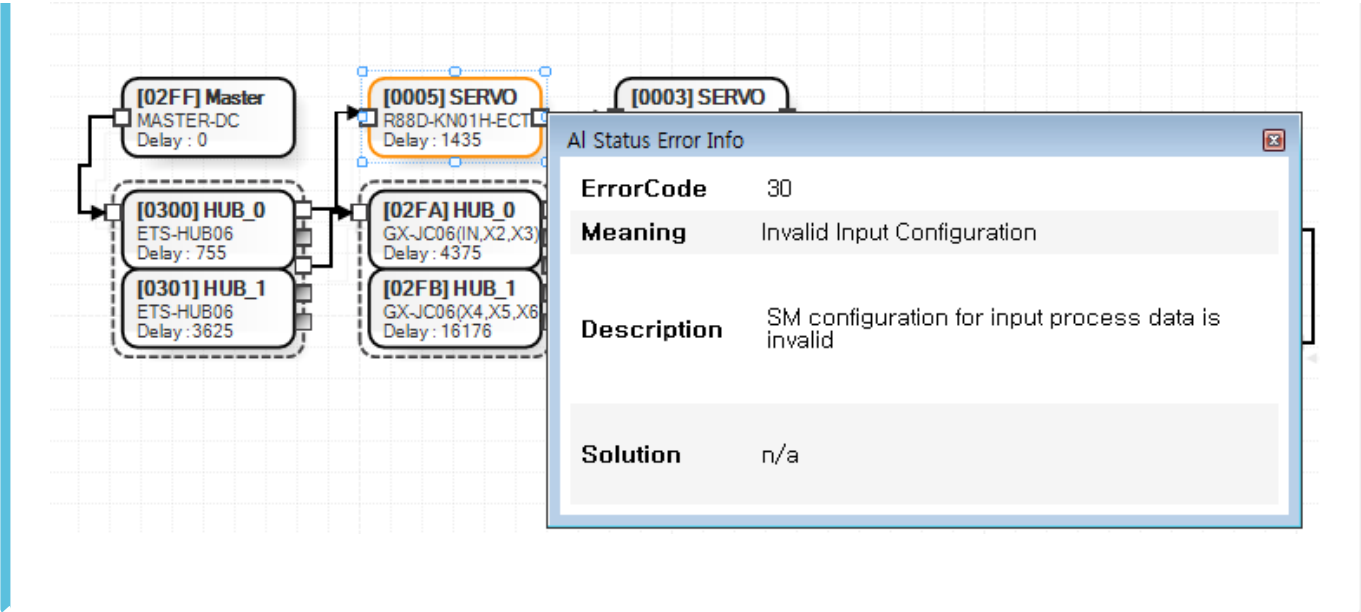 [02FF] Master
MASTER-DC
Delay : 0
[0005] SERVO
R88D-KN01H-ECT
Delay : 1435
[0003] SERVO
[0300] HUB_0
ETS-HUB06
Delay : 755
[0301] HUB_1
ETS-HUB06
Delay : 3625
[02FA] HUB_0
GX-JC06(IN,X2,X3)
Delay : 4375
[02FB] HUB_1
GX-JC06(X4,X5,X6
Delay : 16176
Al Status Error Info
ErrorCode 30
Meaning Invalid Input Configuration
Description SM configuration for input process data is
invalid
Solution n/a